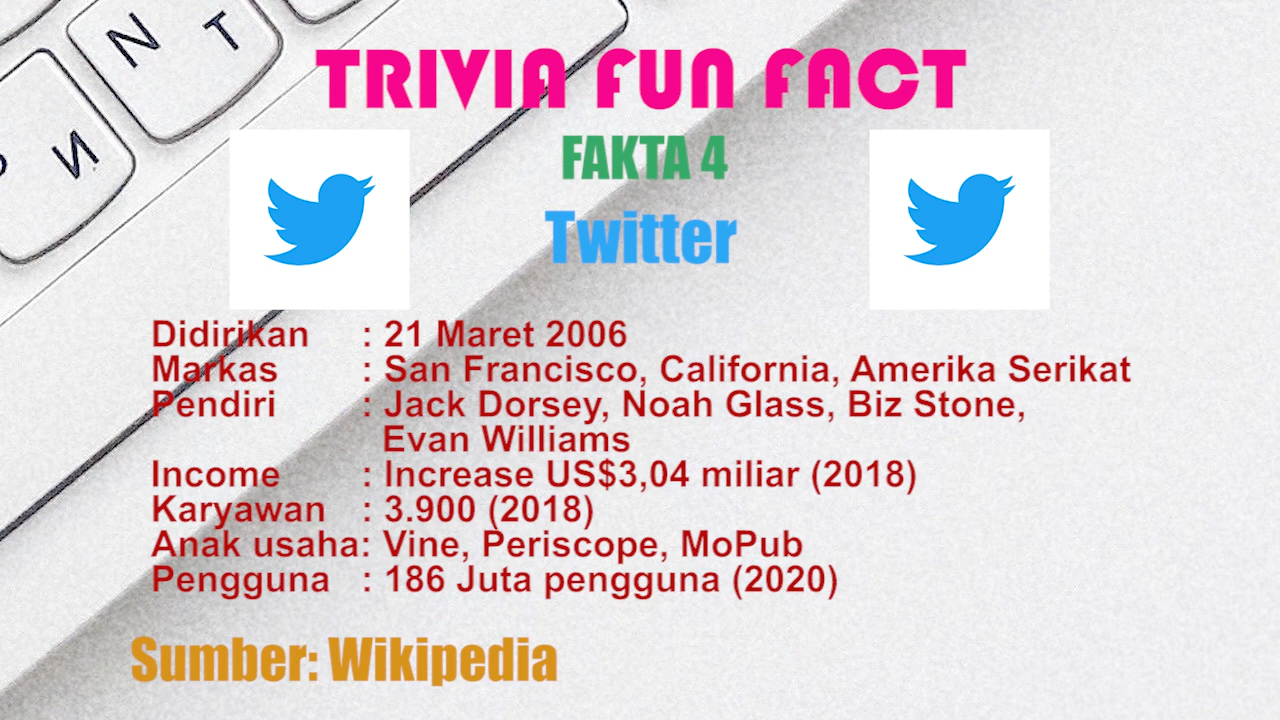 N T
И
TRIVIA FUN FACT
FAKTA 4
Twitter
Didirikan : 21 Maret 2006
Markas : San Francisco, California, Amerika Serikat
Pendiri : Jack Dorsey, Noah Glass, Biz Stone,
Evan Williams
Income : Increase US$3,04 miliar (2018)
Karyawan : 3.900 (2018)
Anak usaha: Vine, Periscope, MoPub
Pengguna : 186 Juta pengguna (2020)
Sumber: Wikipedia